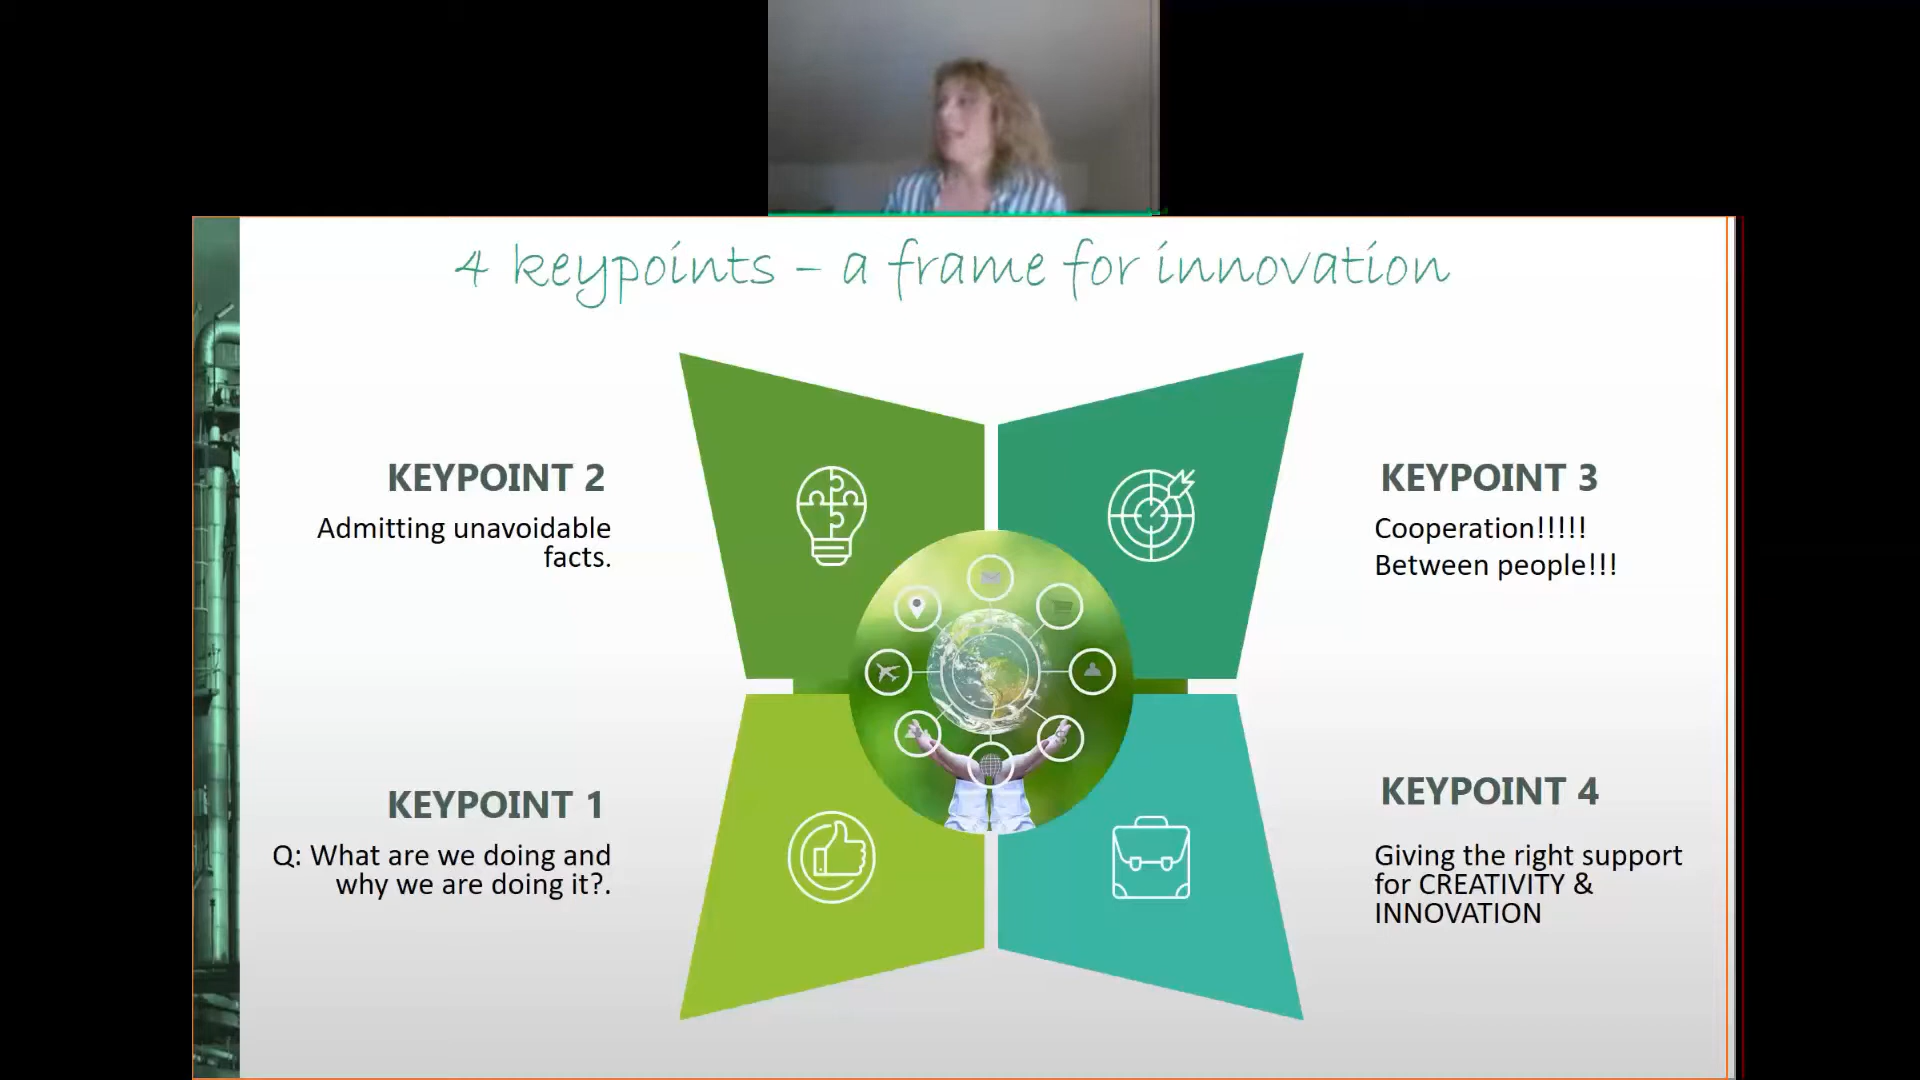 4 keypoints – a frame for innovation
KEYPOINT 2
Admitting unavoidable
facts.
KEYPOINT 3
Cooperation!!!!!
Between people!!!
KEYPOINT 1
Q: What are we doing and
why we are doing it?.
KEYPOINT 4
Giving the right support
for CREATIVITY &
INNOVATION